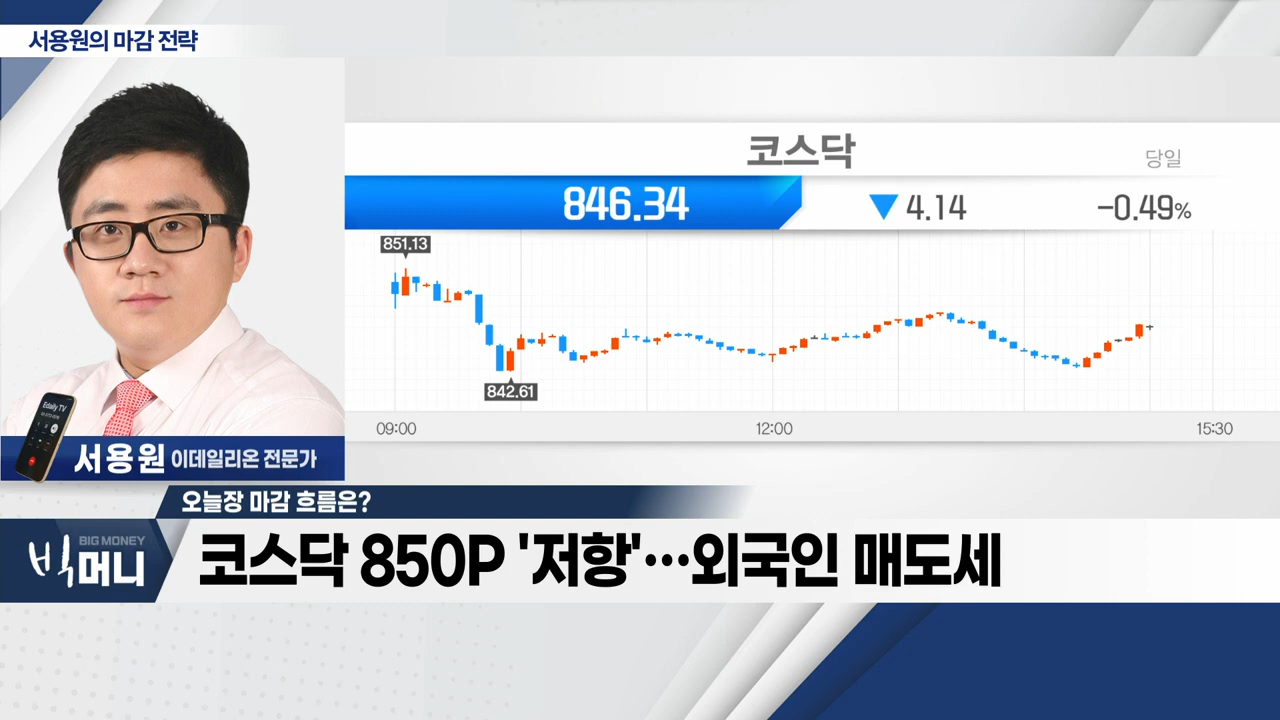 서용원의 마감 전략
코스닥
당일
846.34
▼ 4.14
-0.49%
851.13
842.61
09:00
12:00
15:30
Edaily TV
서용원 이데일리온 전문가
오늘장 마감 흐름은?
BIG MONEY
빅머니
코스닥 850P '저항'…외국인 매도세